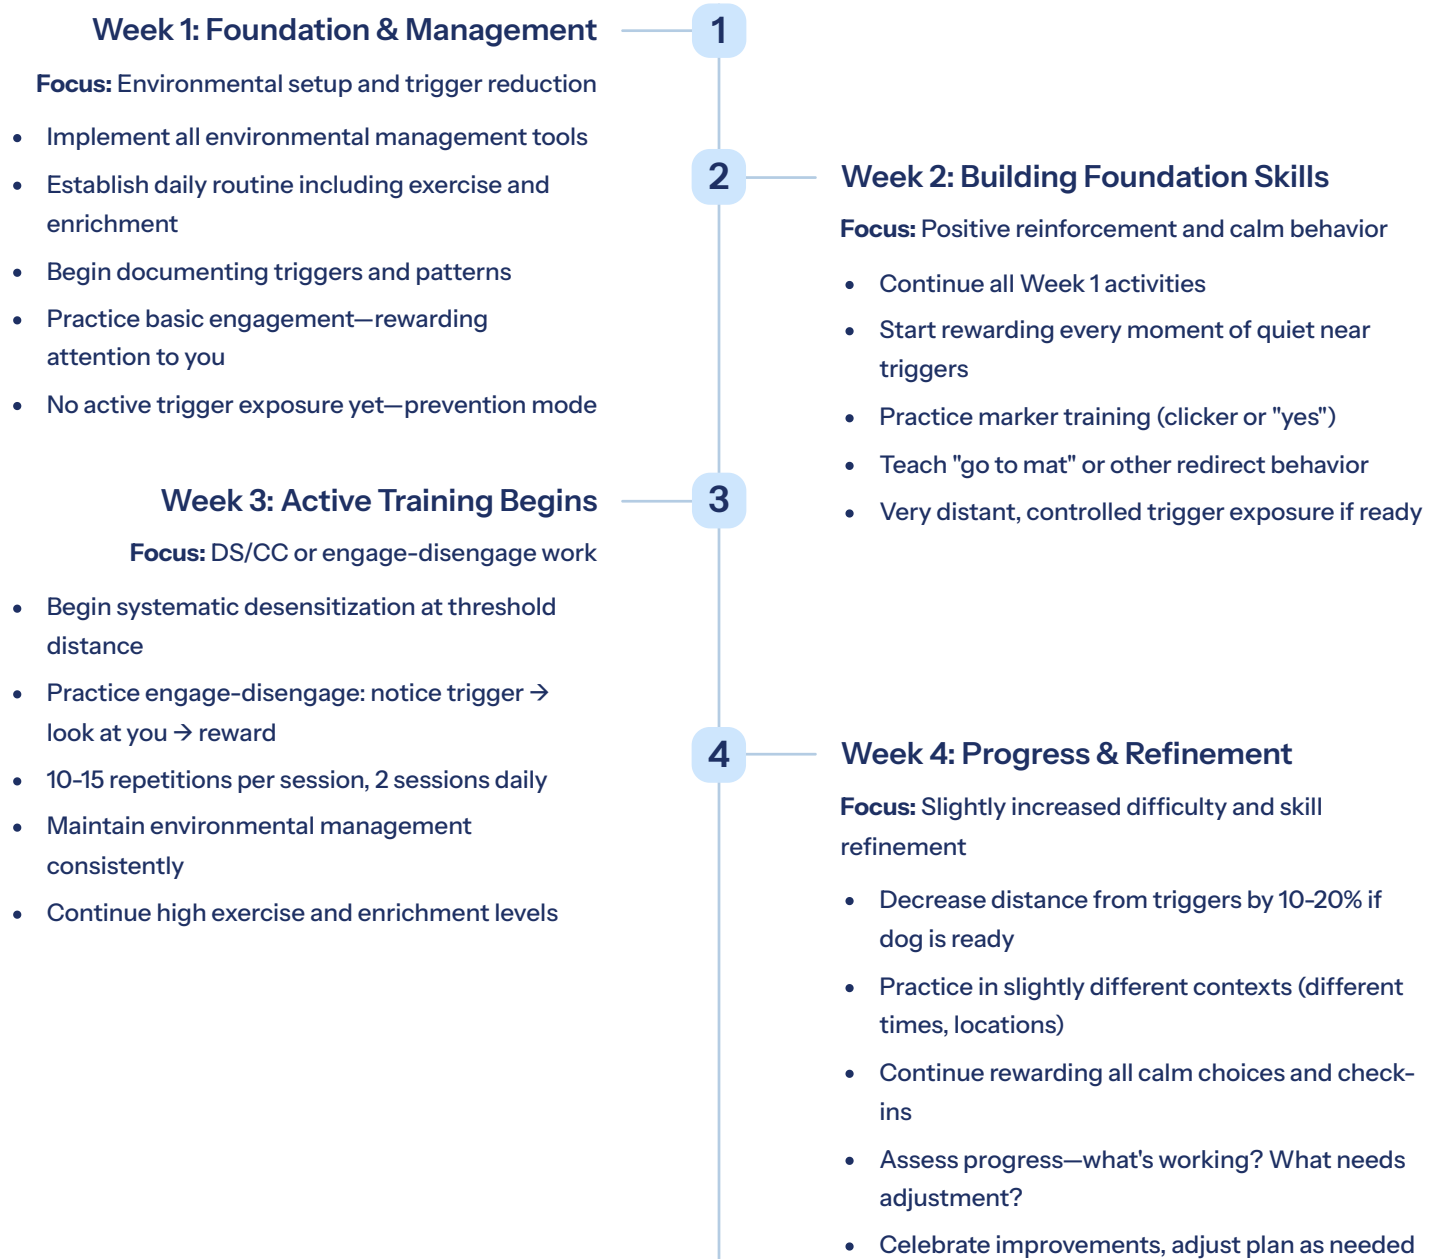 Week 1: Foundation & Management
1
Focus: Environmental setup and trigger reduction
• Implement all environmental management tools
• Establish daily routine including exercise and
enrichment
• Begin documenting triggers and patterns
• Practice basic engagement—rewarding
attention to you
• No active trigger exposure yet—prevention mode
2
Week 2: Building Foundation Skills
Focus: Positive reinforcement and calm behavior
• Continue all Week 1 activities
• Start rewarding every moment of quiet near
triggers
• Practice marker training (clicker or "yes")
• Teach "go to mat" or other redirect behavior
• Very distant, controlled trigger exposure if ready
Week 3: Active Training Begins
3
Focus: DS/CC or engage-disengage work
• Begin systematic desensitization at threshold
distance
• Practice engage-disengage: notice trigger →
look at you → reward
• 10-15 repetitions per session, 2 sessions daily
• Maintain environmental management
consistently
• Continue high exercise and enrichment levels
4
Week 4: Progress & Refinement
Focus: Slightly increased difficulty and skill
refinement
• Decrease distance from triggers by 10-20% if
dog is ready
• Practice in slightly different contexts (different
times, locations)
• Continue rewarding all calm choices and check-
ins
• Assess progress—what's working? What needs
adjustment?
• Celebrate improvements, adjust plan as needed